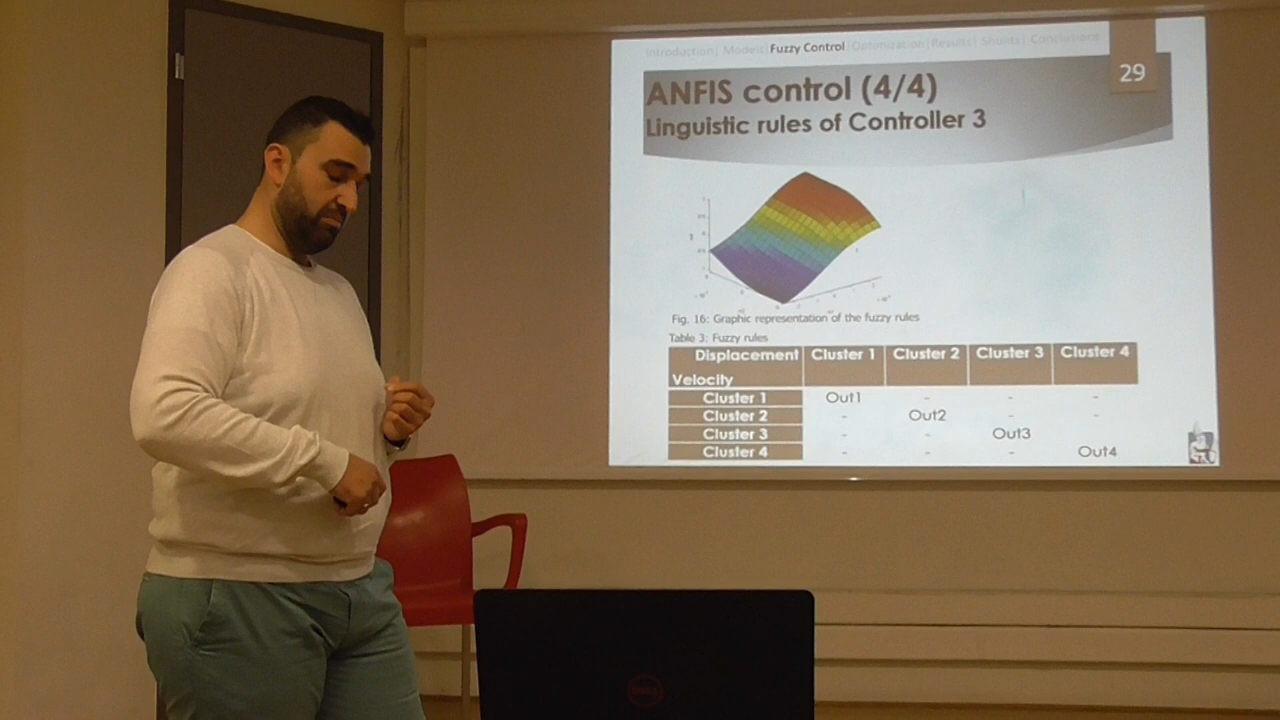 Introduction| Models| Fuzzy Control |Optimization|Results| Shuids| Conclusions
29
ANFIS control (4/4)
Linguistic rules of Controller 3
Fig. 16: Graphic representation of the fuzzy rules
Table 3: Fuzzy rules
Displacement Cluster 1 Cluster 2 Cluster 3 Cluster 4
Velocity
Cluster 1 Out1 - - -
Cluster 2 - Out2 - -
Cluster 3 - - Out3 -
Cluster 4 - - - Out4
DELL